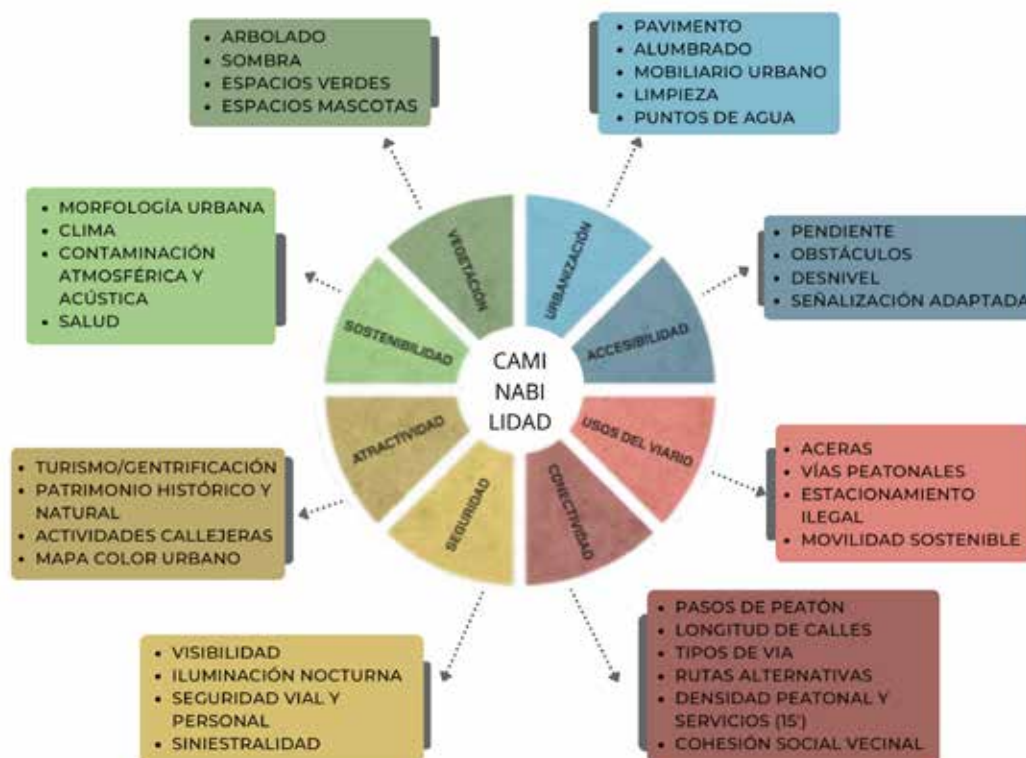 ARBOLADO
SOMBRA
ESPACIOS VERDES
ESPACIOS MASCOTAS
PAVIMENTO
ALUMBRADO
MOBILIARIO URBANO
LIMPIEZA
PUNTOS DE AGUA
MORFOLOGÍA URBANA
CLIMA
CONTAMINACIÓN
ATMOSFÉRICA Y
ACÚSTICA
SALUD
PENDIENTE
OBSTÁCULOS
DESNIVEL
SEÑALIZACIÓN ADAPTADA
VEGETACIÓN
URBANIZACIÓN
SOSTENIBILIDAD
ACCESIBILIDAD
CAMI
NABI
LIDAD
ATRACTIVIDAD
USOS DEL VIARIO
SEGURIDAD
CONECTIVIDAD
TURISMO/GENTRIFICACIÓN
PATRIMONIO HISTÓRICO Y
NATURAL
ACTIVIDADES CALLEJERAS
MAPA COLOR URBANO
ACERAS
VÍAS PEATONALES
ESTACIONAMIENTO
ILEGAL
MOVILIDAD SOSTENIBLE
VISIBILIDAD
ILUMINACIÓN NOCTURNA
SEGURIDAD VIAL Y
PERSONAL
SINIESTRALIDAD
PASOS DE PEATÓN
LONGITUD DE CALLES
TIPOS DE VIA
RUTAS ALTERNATIVAS
DENSIDAD PEATONAL Y
SERVICIOS (15')
COHESIÓN SOCIAL VECINAL